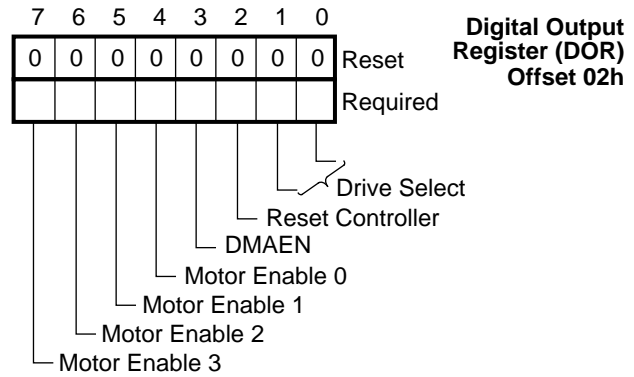 7 6 5 4 3 2 1 0
Digital Output
Register (DOR)
Offset 02h
0 0 0 0 0 0 0 0 Reset
Required
Drive Select
Reset Controller
DMAEN
Motor Enable 0
Motor Enable 1
Motor Enable 2
Motor Enable 3